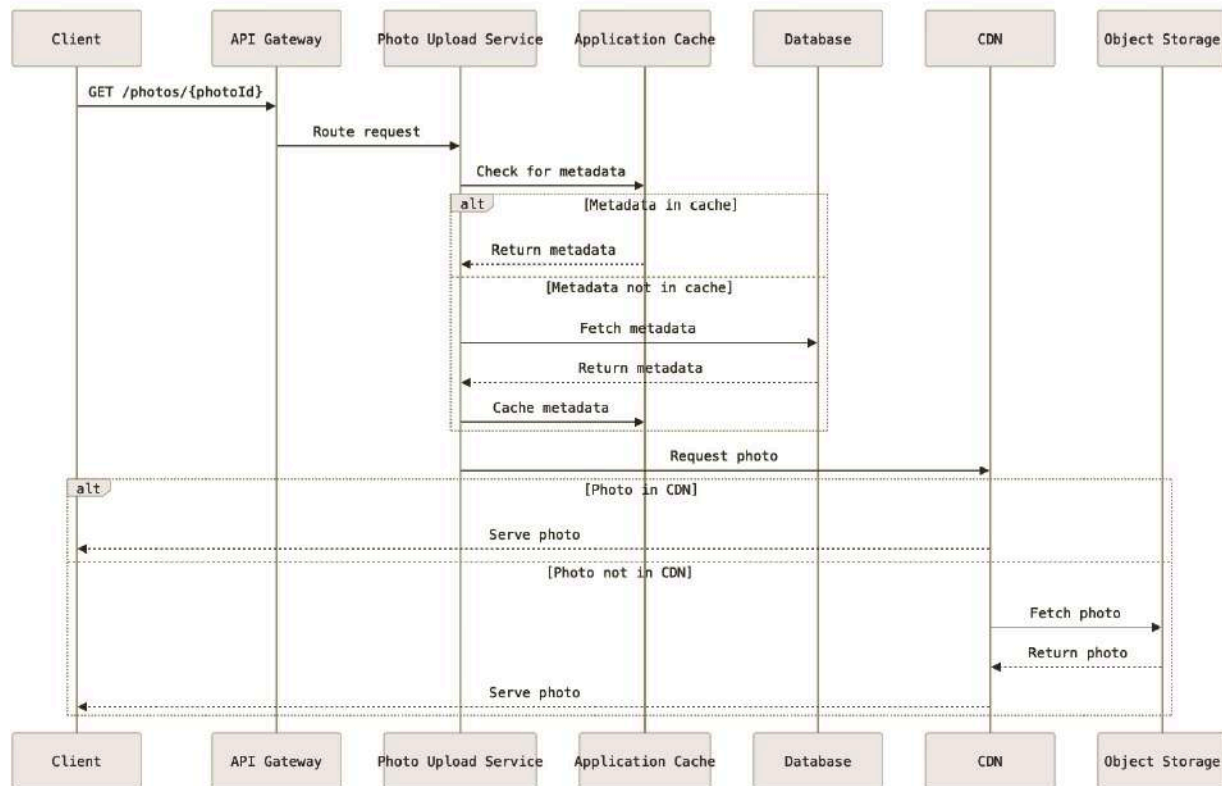 Client
API Gateway
Photo Upload Service
Application Cache
Database
CDN
Object Storage
GET /photos/{photoId}
Route request
Check for metadata
alt
[Metadata in cache]
Return metadata
[Metadata not in cache]
Fetch metadata
Return metadata
Cache metadata
Request photo
alt
[Photo in CDN]
Serve photo
[Photo not in CDN]
Fetch photo
Return photo
Serve photo
Client
API Gateway
Photo Upload Service
Application Cache
Database
CDN
Object Storage